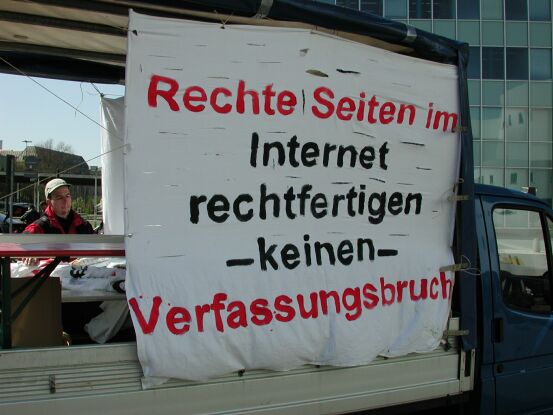 Rechte Seiten im
Internet
rechtfertigen
–keinen–
Verfassungsbruch